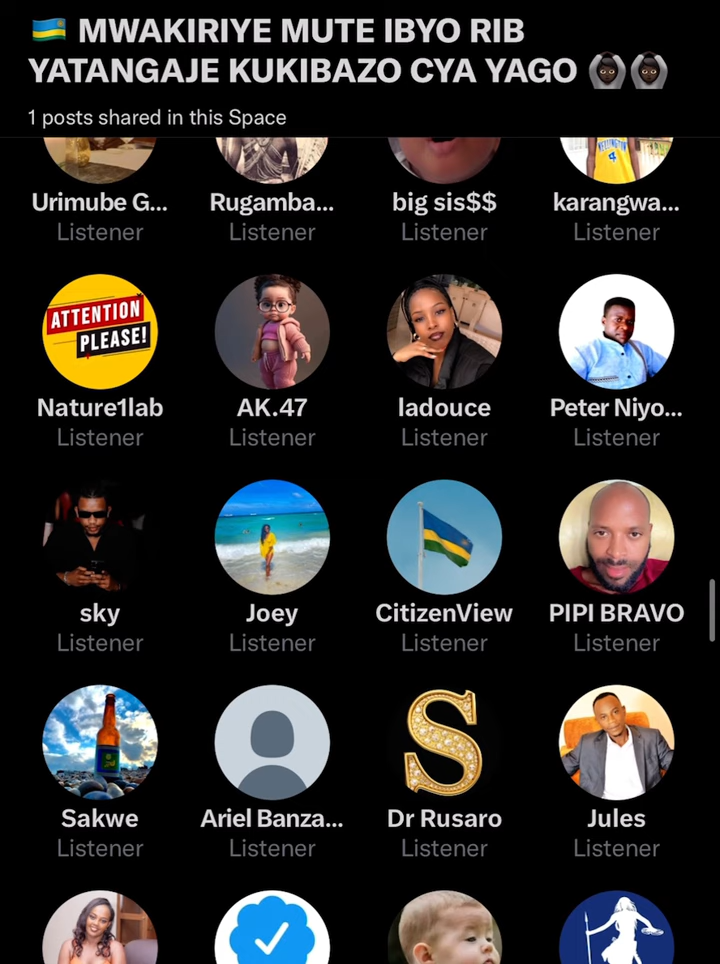 🇷🇼 MWAKIRIYE MUTE IBYO RIB
YATANGAJE KUKIBAZO CYA YAGO 🙆🏿🙆🏿
1 posts shared in this Space
Urimube G... Rugamba... big sis$$ karangwa...
Listener Listener Listener Listener
ATTENTION
PLEASE!
Nature1lab AK.47 ladouce Peter Niyo...
Listener Listener Listener Listener
sky Joey CitizenView PIPI BRAVO
Listener Listener Listener Listener
S
Sakwe Ariel Banza... Dr Rusaro Jules
Listener Listener Listener Listener